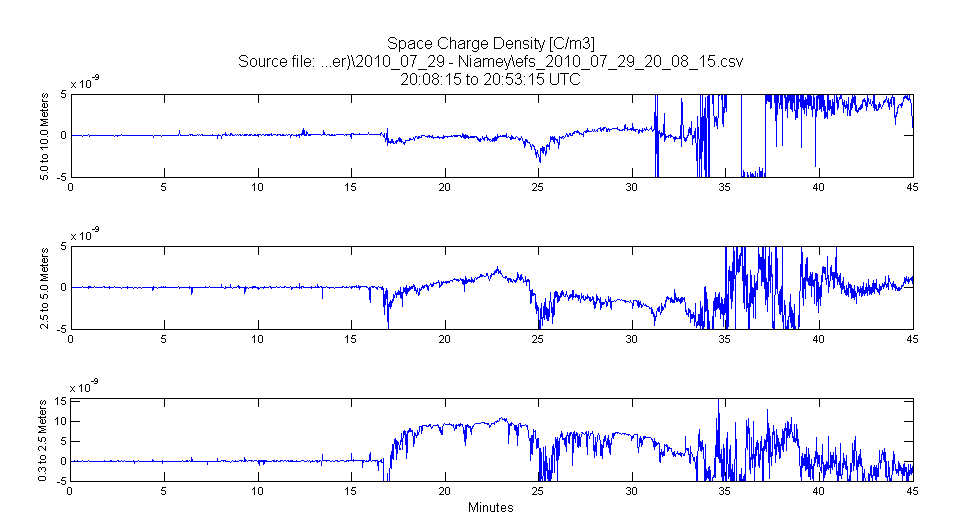 Space Charge Density [C/m3]
Source file: ...er)\2010_07_29 - Niamey\efs_2010_07_29_20_08_15.csv
20:08:15 to 20:53:15 UTC
x 10-9
5
0
-5
5.0 to 10.0 Meters
0 5 10 15 20 25 30 35 40 45
x 10-9
5
0
-5
2.5 to 5.0 Meters
0 5 10 15 20 25 30 35 40 45
x 10-9
15
10
5
0
-5
0.3 to 2.5 Meters
0 5 10 15 20 25 30 35 40 45
Minutes